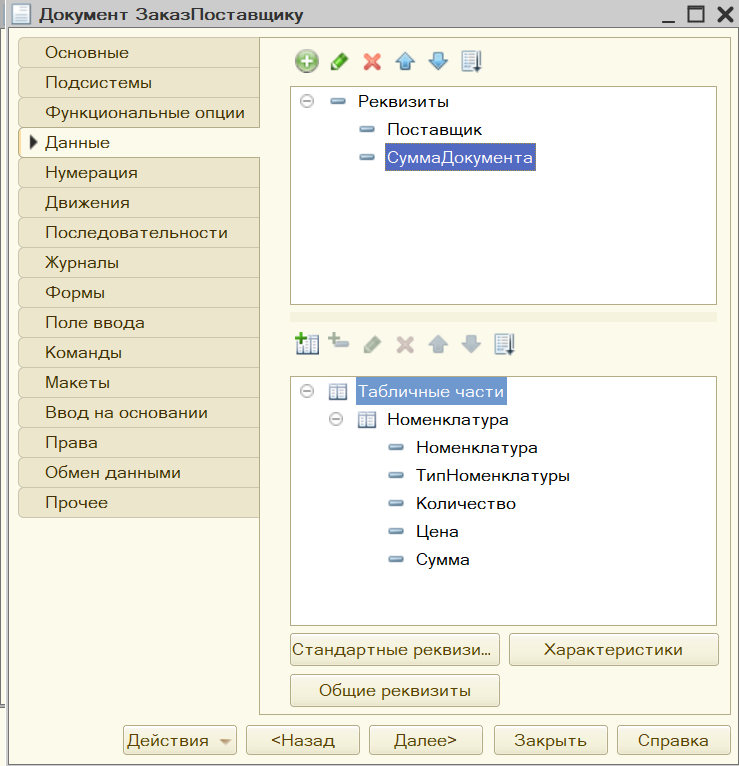 Документ ЗаказПоставщику
Основные
Подсистемы
Функциональные опции
Данные
Нумерация
Движения
Последовательности
Журналы
Формы
Поле ввода
Команды
Макеты
Ввод на основании
Права
Обмен данными
Прочее
Реквизиты
Поставщик
СуммаДокумента
Табличные части
Номенклатура
Номенклатура
ТипНоменклатуры
Количество
Цена
Сумма
Стандартные реквизи...
Характеристики
Общие реквизиты
Действия
<Назад
Далее>
Закрыть
Справка